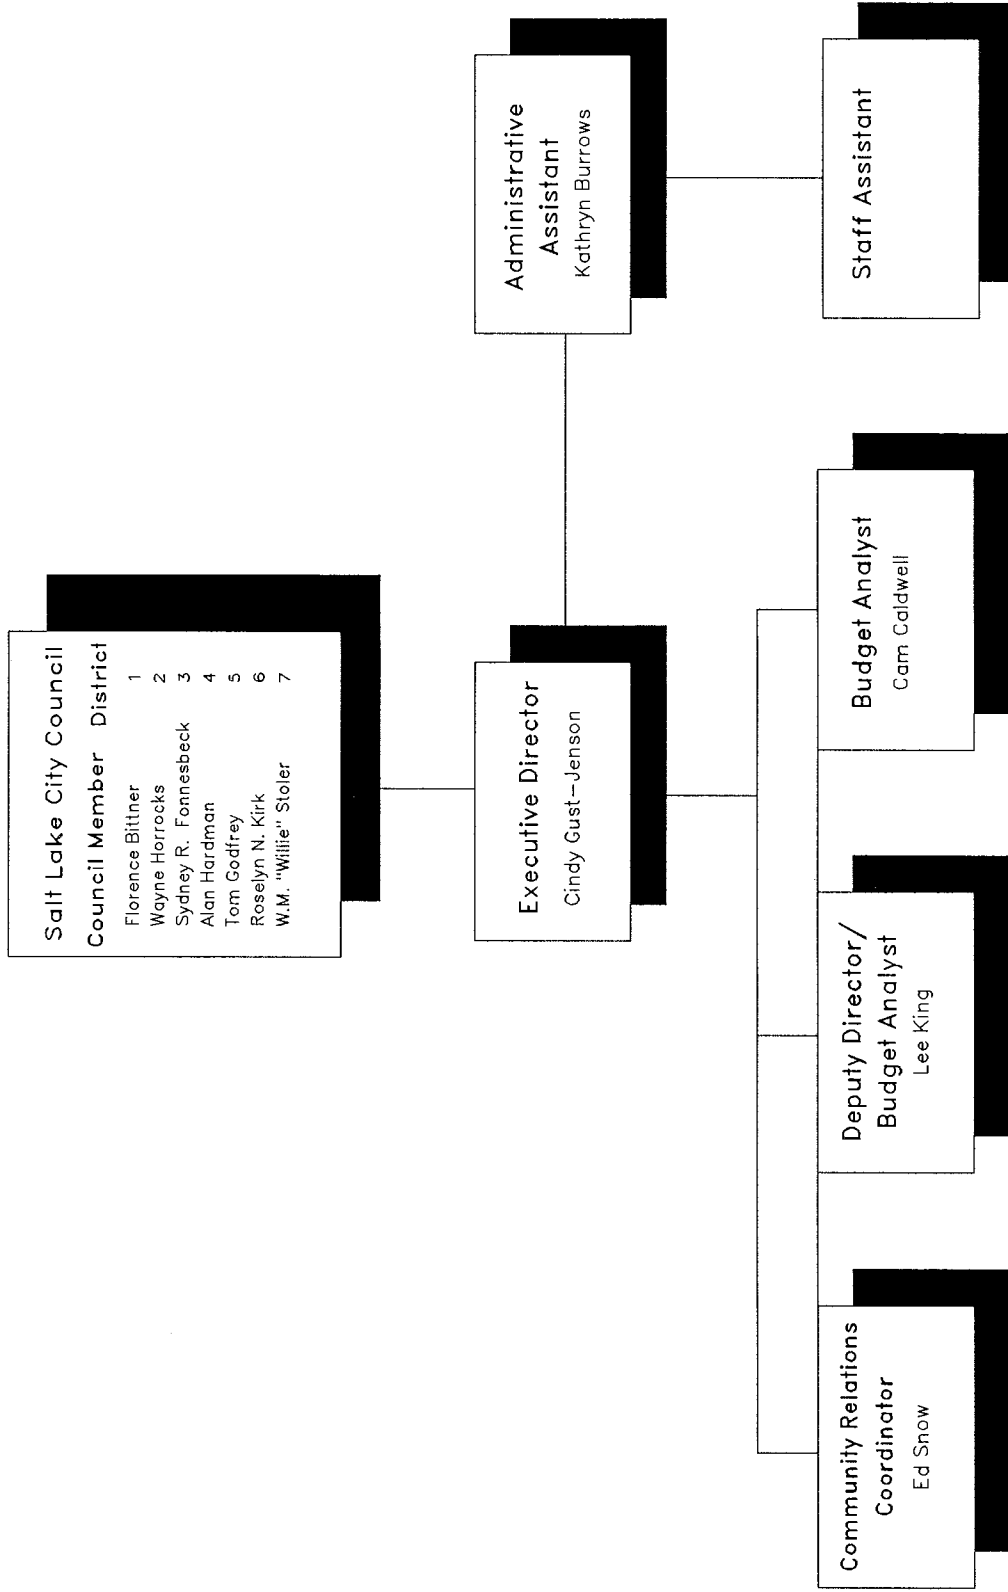 Salt Lake City Council
Council Member District
Florence Bittner 1
Wayne Horrocks 2
Sydney R. Fonnesbeck 3
Alan Hardman 4
Tom Godfrey 5
Roselyn N. Kirk 6
W.M. "Willie" Stoler 7
Executive Director
Cindy Gust-Jenson
Administrative
Assistant
Kathryn Burrows
Community Relations
Coordinator
Ed Snow
Deputy Director/
Budget Analyst
Lee King
Budget Analyst
Cam Caldwell
Staff Assistant